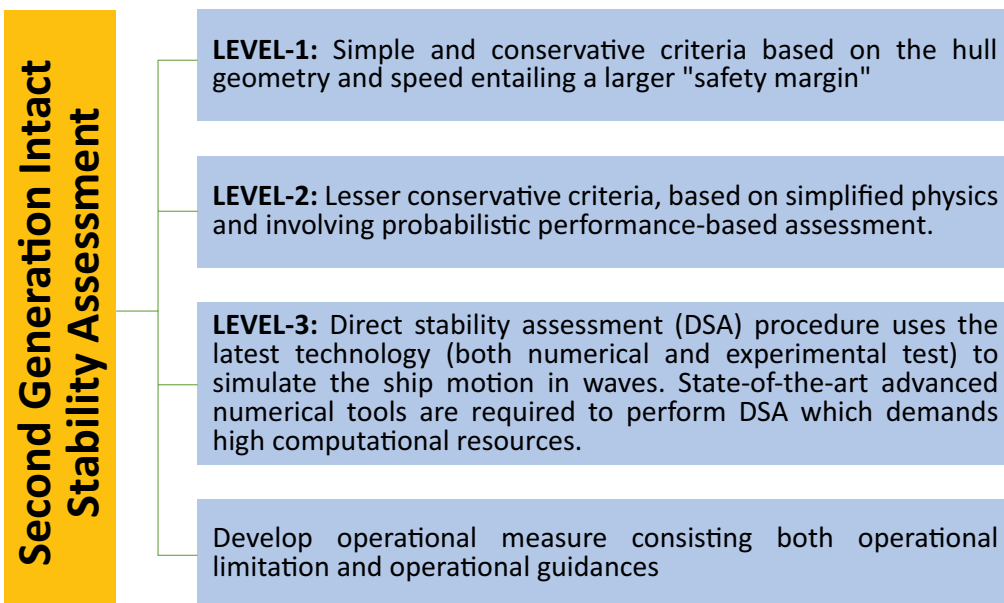 Second Generation Intact
Stability Assessment
LEVEL-1: Simple and conservative criteria based on the hull
geometry and speed entailing a larger "safety margin"
LEVEL-2: Lesser conservative criteria, based on simplified physics
and involving probabilistic performance-based assessment.
LEVEL-3: Direct stability assessment (DSA) procedure uses the
latest technology (both numerical and experimental test) to
simulate the ship motion in waves. State-of-the-art advanced
numerical tools are required to perform DSA which demands
high computational resources.
Develop operational measure consisting both operational
limitation and operational guidances